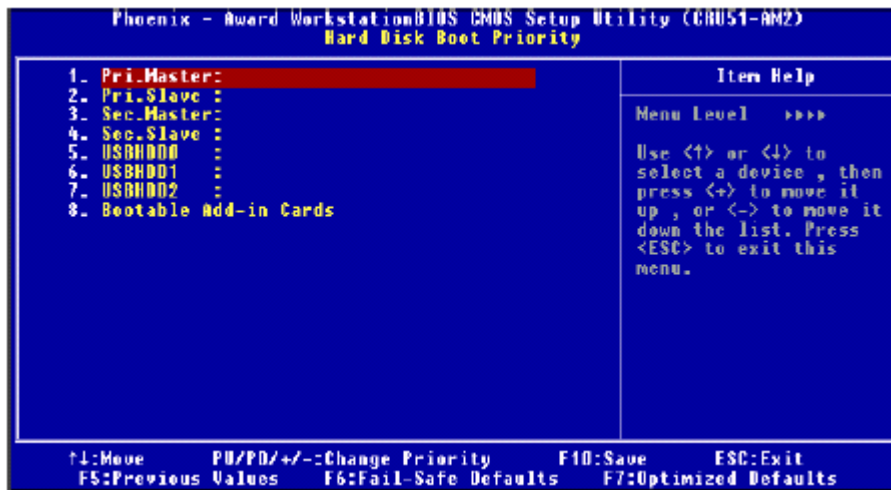 Phoenix - Award WorkstationBIOS CMOS Setup Utility (CRU51-AM2)
Hard Disk Boot Priority
1. Pri.Master:
2. Pri.Slave :
3. Sec.Master:
4. Sec.Slave :
5. USBHDD0 :
6. USBHDD1 :
7. USBHDD2 :
8. Bootable Add-in Cards
Item Help
Menu Level ▸▸▸▸
Use <↑> or <↓> to
select a device , then
press <+> to move it
up , or <-> to move it
down the list. Press
<ESC> to exit this
menu.
↑↓:Move PU/PD/+/-:Change Priority F10:Save ESC:Exit
F5:Previous Values F6:Fail-Safe Defaults F7:Optimized Defaults